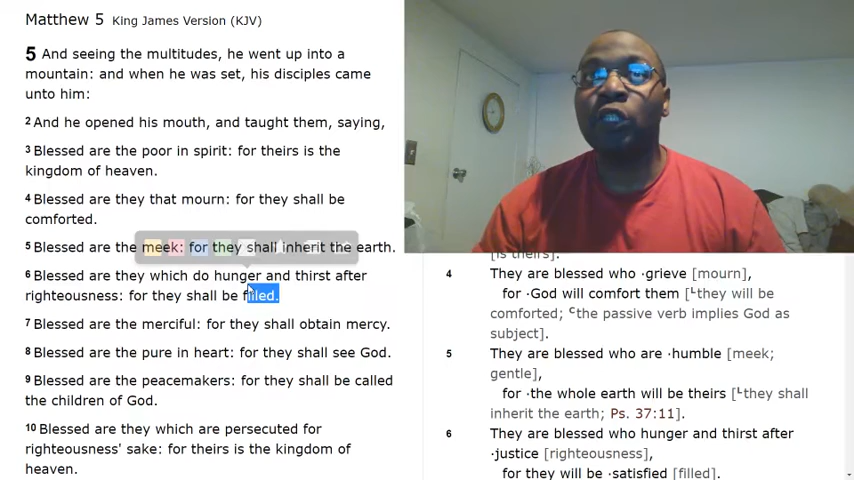 Matthew 5 King James Version (KJV)
5 And seeing the multitudes, he went up into a
mountain: and when he was set, his disciples came
unto him:
2 And he opened his mouth, and taught them, saying,
3 Blessed are the poor in spirit: for theirs is the
kingdom of heaven.
4 Blessed are they that mourn: for they shall be
comforted.
5 Blessed are the meek: for they shall inherit the earth.
6 Blessed are they which do hunger and thirst after
righteousness: for they shall be filled.
7 Blessed are the merciful: for they shall obtain mercy.
8 Blessed are the pure in heart: for they shall see God.
9 Blessed are the peacemakers: for they shall be called
the children of God.
10 Blessed are they which are persecuted for
righteousness' sake: for theirs is the kingdom of
heaven.
[is theirs].
4 They are blessed who ·grieve [mourn],
for ·God will comfort them [Lthey will be
comforted; Cthe passive verb implies God as
subject].
5 They are blessed who are ·humble [meek;
gentle],
for ·the whole earth will be theirs [Lthey shall
inherit the earth; Ps. 37:11].
6 They are blessed who hunger and thirst after
·justice [righteousness],
for they will be ·satisfied [filled].